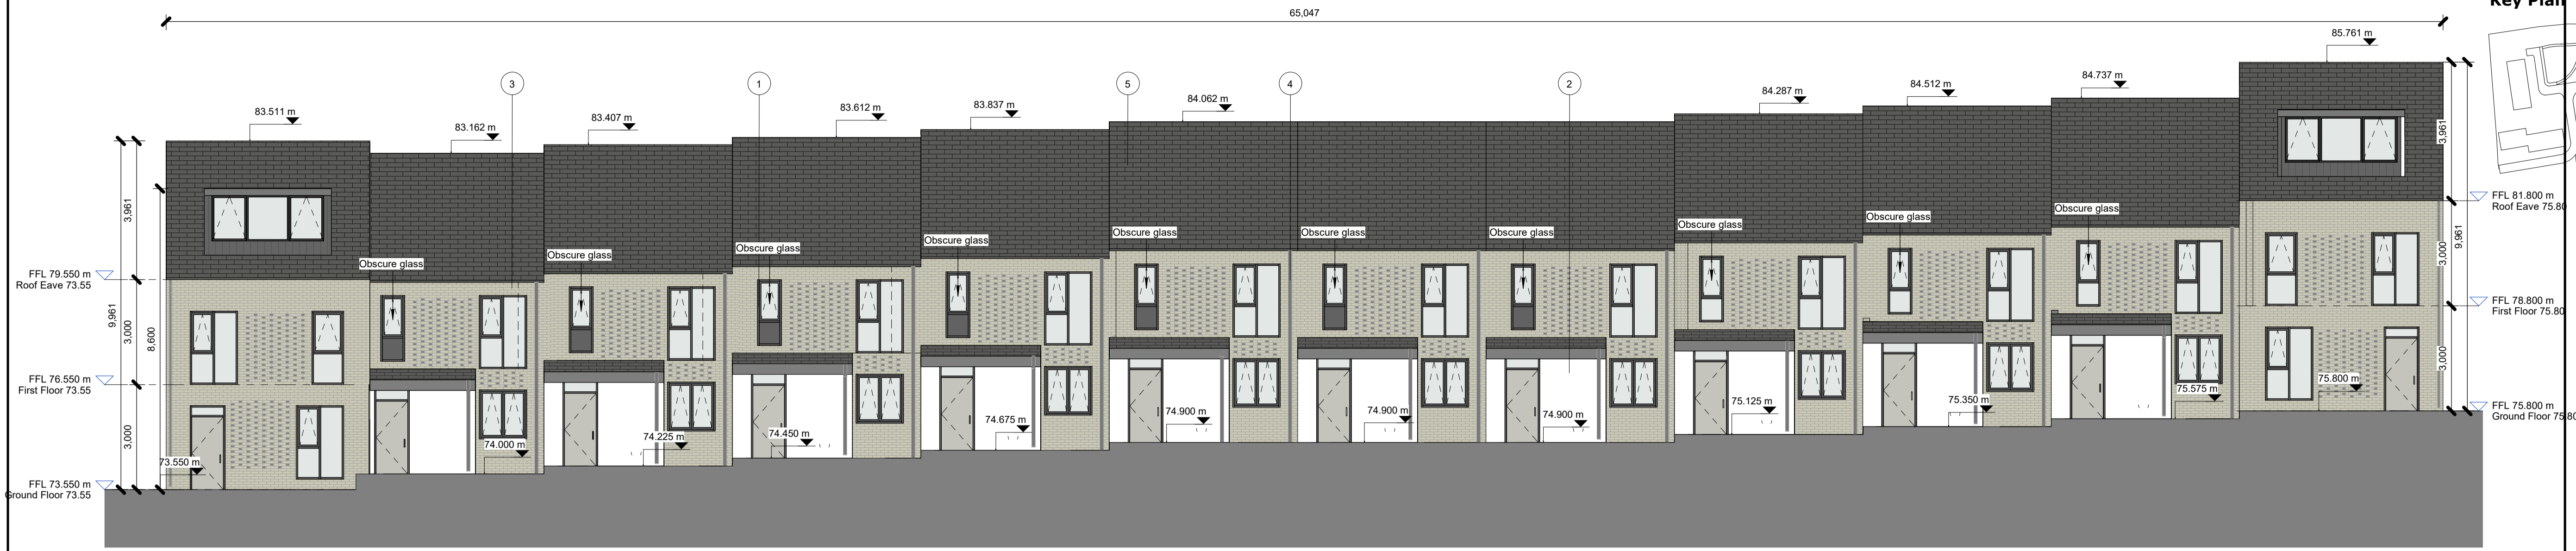 Key Plan
65,047
85.761 m
3
1
5
4
2
83.511 m
83.162 m
83.407 m
83.612 m
83.837 m
84.062 m
84.287 m
84.512 m
84.737 m
3,961
3,000
3,000
9,961
8,600
FFL 79.550 m
Roof Eave 73.55
FFL 76.550 m
First Floor 73.55
FFL 73.550 m
Ground Floor 73.55
Obscure glass
Obscure glass
Obscure glass
Obscure glass
Obscure glass
Obscure glass
Obscure glass
Obscure glass
Obscure glass
Obscure glass
73.550 m
74.000 m
74.225 m
74.450 m
74.675 m
74.900 m
74.900 m
74.900 m
75.125 m
75.350 m
75.575 m
75.800 m
3,961
3,000
3,000
9,961
FFL 81.800 m
Roof Eave 75.80
FFL 78.800 m
First Floor 75.80
FFL 75.800 m
Ground Floor 75.80